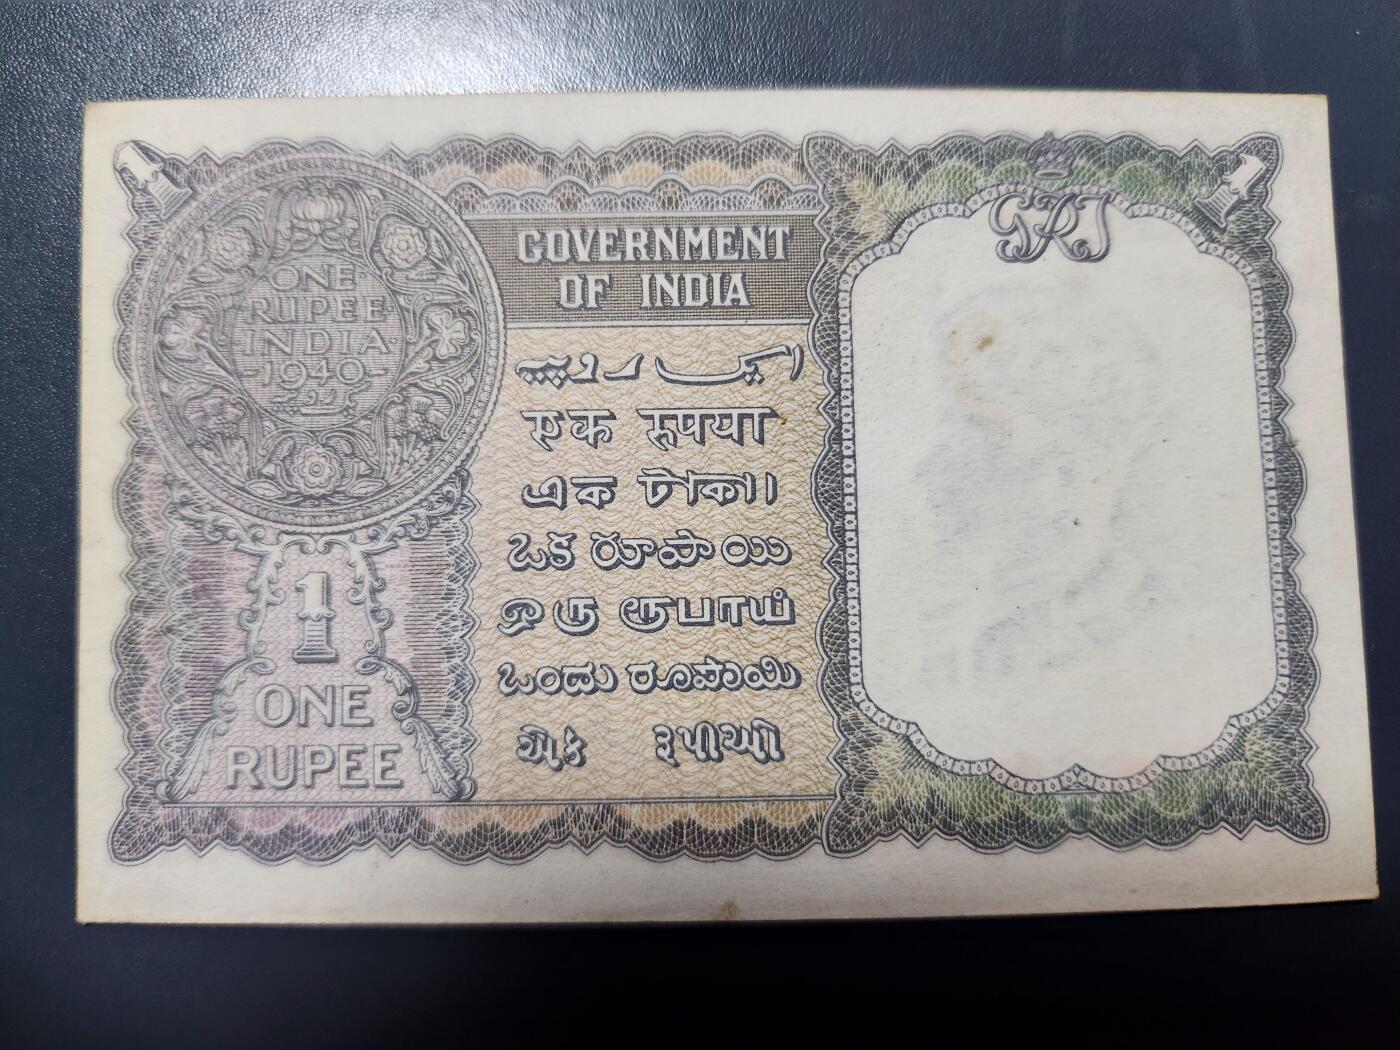 ONE
RUPEE
INDIA
1940
1
ONE
RUPEE
GOVERNMENT
OF INDIA
ایک روپیہ
एक रुपया
এক টাকা।
ఒక రూపాయి
ஒரு ரூபாய்
ಒಂದು ರೂಪಾಯಿ
એક રૂપીઓ
GRI